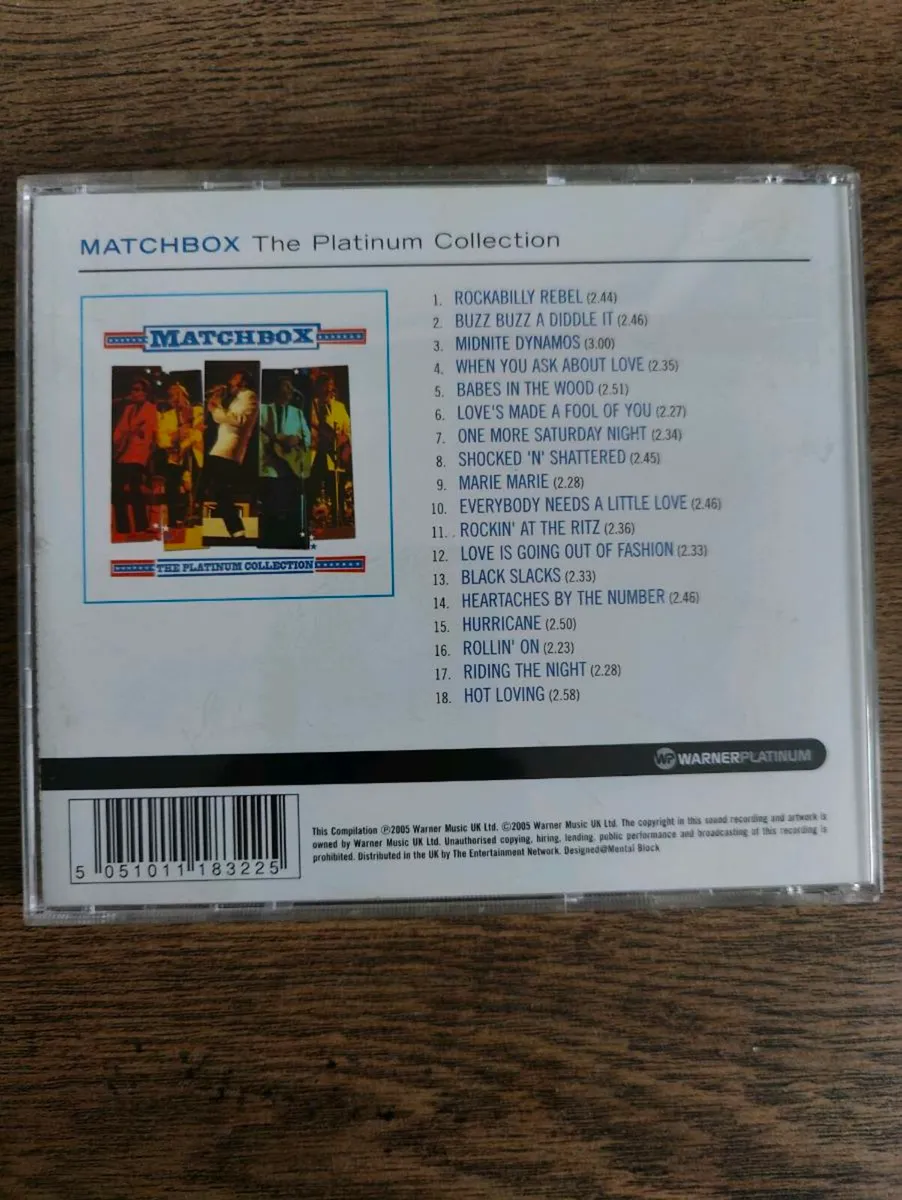 MATCHBOX The Platinum Collection
MATCHBOX
THE PLATINUM COLLECTION
1. ROCKABILLY REBEL (2.44)
2. BUZZ BUZZ A DIDDLE IT (2.46)
3. MIDNITE DYNAMOS (3.00)
4. WHEN YOU ASK ABOUT LOVE (2.35)
5. BABES IN THE WOOD (2.51)
6. LOVE'S MADE A FOOL OF YOU (2.27)
7. ONE MORE SATURDAY NIGHT (2.34)
8. SHOCKED 'N' SHATTERED (2.45)
9. MARIE MARIE (2.28)
10. EVERYBODY NEEDS A LITTLE LOVE (2.46)
11. . ROCKIN' AT THE RITZ (2.36)
12. LOVE IS GOING OUT OF FASHION (2.33)
13. BLACK SLACKS (2.33)
14. HEARTACHES BY THE NUMBER (2.46)
15. HURRICANE (2.50)
16. ROLLIN' ON (2.23)
17. RIDING THE NIGHT (2.28)
18. HOT LOVING (2.58)
WP WARNERPLATINUM
5 051011 183225
This Compilation ℗2005 Warner Music UK Ltd. ©2005 Warner Music UK Ltd. The copyright in this sound recording and artwork is
owned by Warner Music UK Ltd. Unauthorised copying, hiring, lending, public performance and broadcasting of this recording is
prohibited. Distributed in the UK by The Entertainment Network. Designed@Mental Block